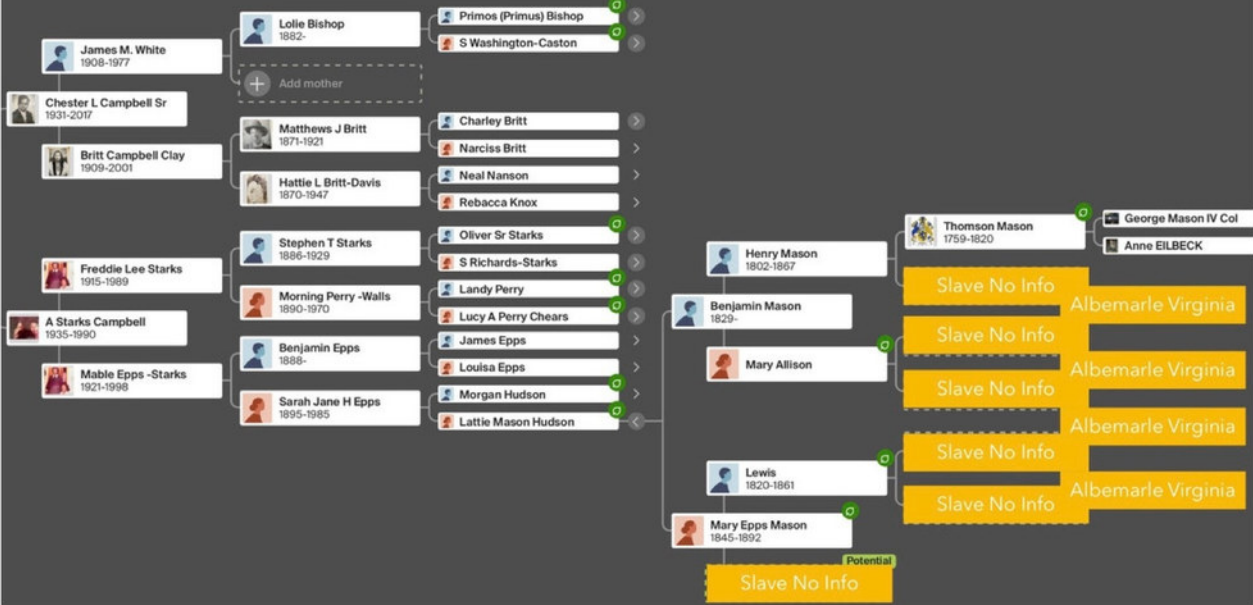 Lolie Bishop
1882-
Primos (Primus) Bishop
S Washington-Caston
James M. White
1908-1977
Add mother
Chester L Campbell Sr
1931-2017
Matthews J Britt
1871-1921
Charley Britt
Narciss Britt
Britt Campbell Clay
1909-2001
Hattie L Britt-Davis
1870-1947
Neal Nanson
Rebacca Knox
Stephen T Starks
1886-1929
Oliver Sr Starks
S Richards-Starks
Freddie Lee Starks
1915-1989
Morning Perry -Walls
1890-1970
Landy Perry
Lucy A Perry Chears
A Starks Campbell
1935-1990
Benjamin Epps
1888-
James Epps
Louisa Epps
Mable Epps -Starks
1921-1998
Sarah Jane H Epps
1895-1985
Morgan Hudson
Lattie Mason Hudson
Henry Mason
1802-1867
Thomson Mason
1759-1820
George Mason IV Col
Anne EILBECK
Slave No Info
Albemarle Virginia
Benjamin Mason
1829-
Mary Allison
Slave No Info
Albemarle Virginia
Slave No Info
Albemarle Virginia
Lewis
1820-1861
Slave No Info
Albemarle Virginia
Slave No Info
Mary Epps Mason
1845-1892
Potential
Slave No Info